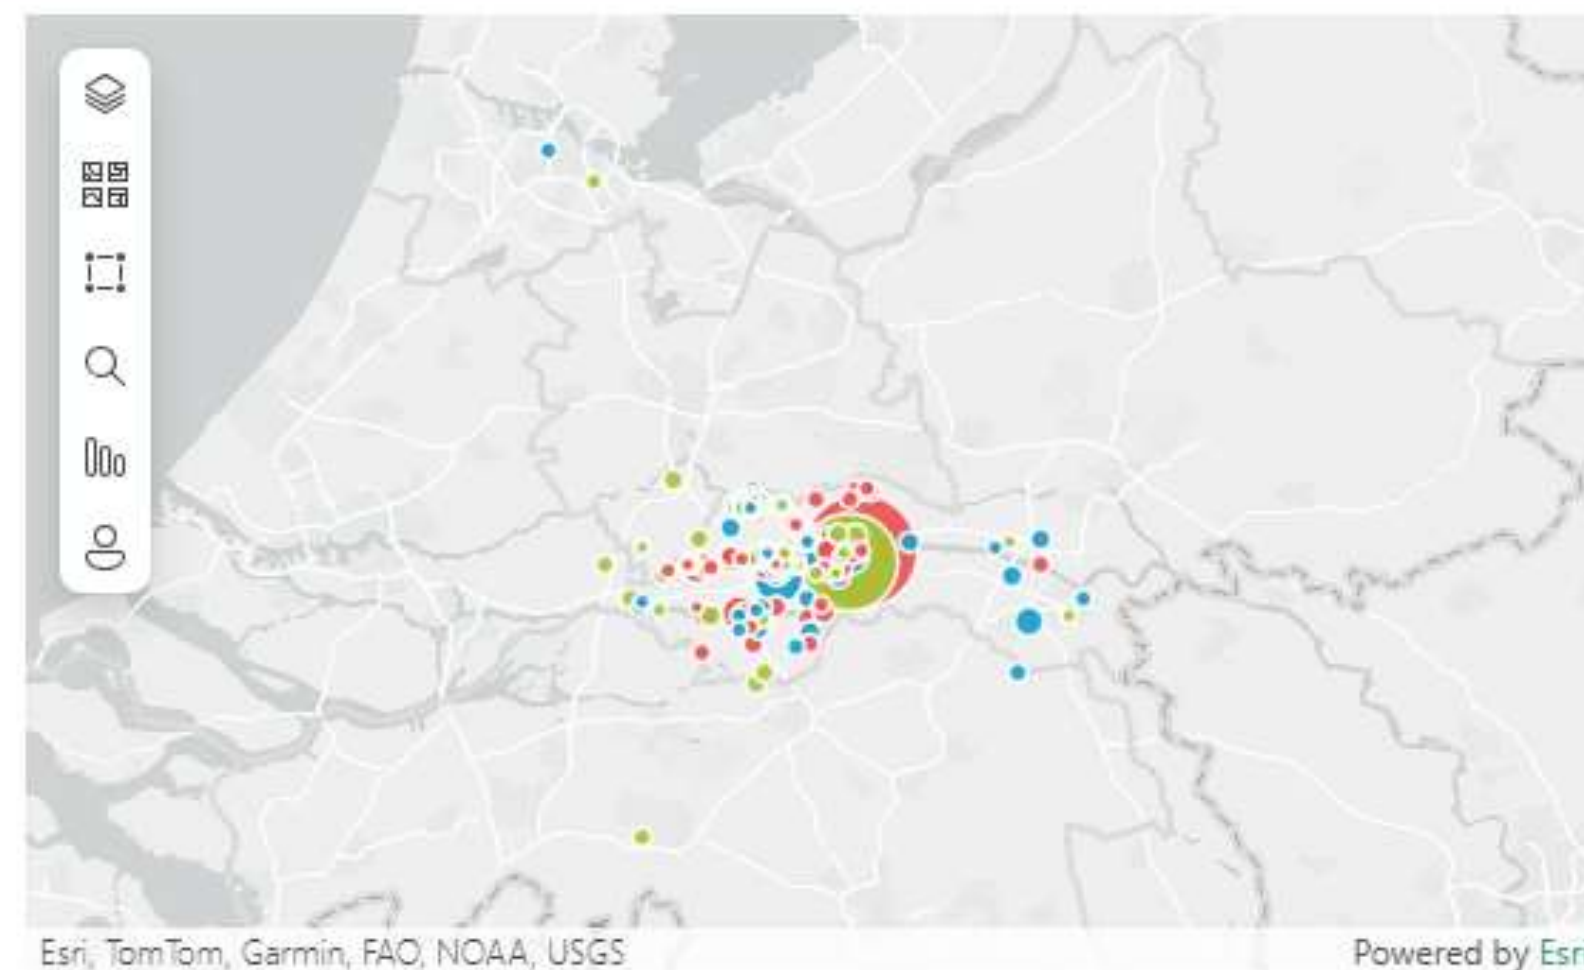 Esri, TomTom, Garmin, FAO, NOAA, USGS
Powered by Esri